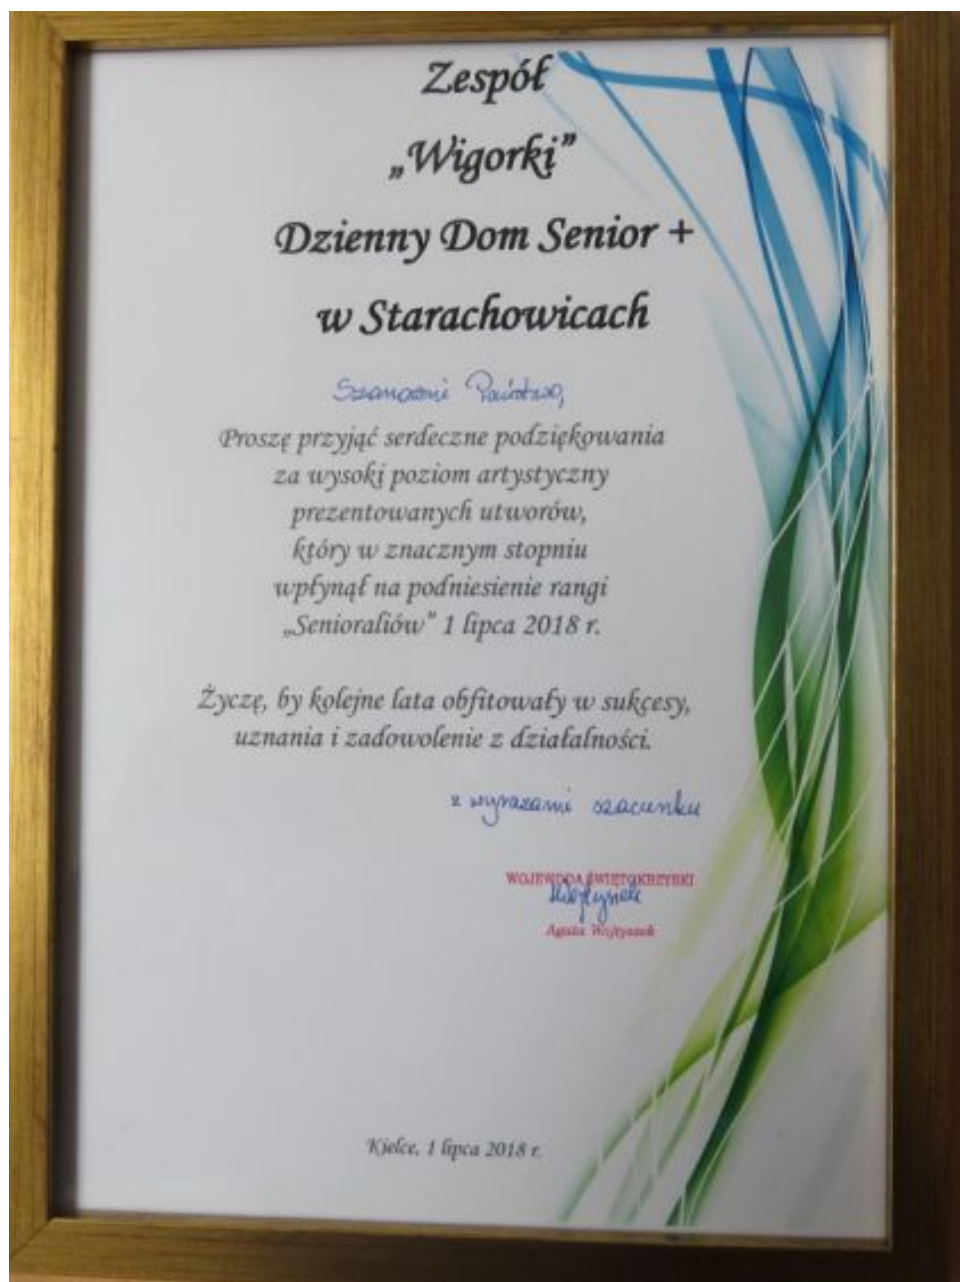 Zespół
„Wigorki”
Dzienny Dom Senior +
w Starachowicach
Szanowni Państwo,
Proszę przyjąć serdeczne podziękowania
za wysoki poziom artystyczny
prezentowanych utworów,
który w znacznym stopniu
wpłynął na podniesienie rangi
„Senioraliów” 1 lipca 2018 r.
Życzę, by kolejne lata obfitowały w sukcesy,
uznania i zadowolenie z działalności.
z wyrazami szacunku
WOJEWODA ŚWIĘTOKRZYSKI
Agata Wojtyszek
Kielce, 1 lipca 2018 r.